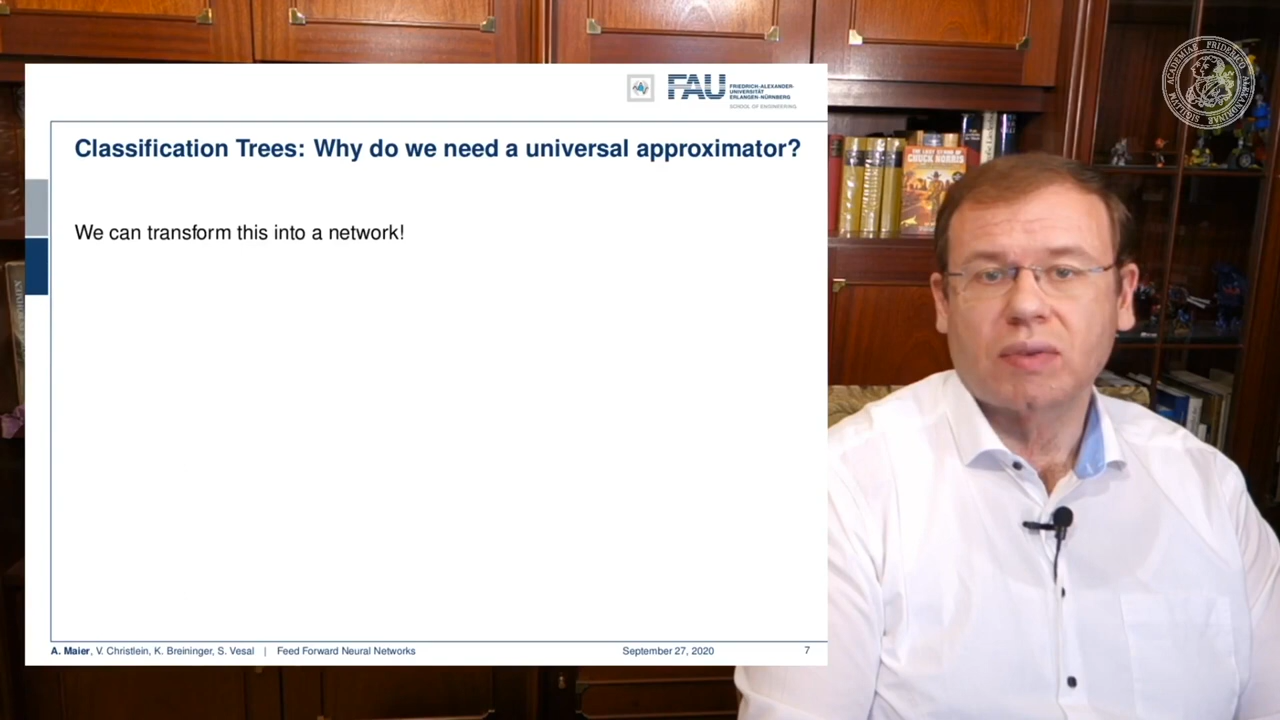 FAU
FRIEDRICH-ALEXANDER-
UNIVERSITÄT
ERLANGEN-NÜRNBERG
SCHOOL OF ENGINEERING
Classification Trees: Why do we need a universal approximator?
We can transform this into a network!
A. Maier, V. Christlein, K. Breininger, S. Vesal | Feed Forward Neural Networks
September 27, 2020
7
CHUCK NORRIS